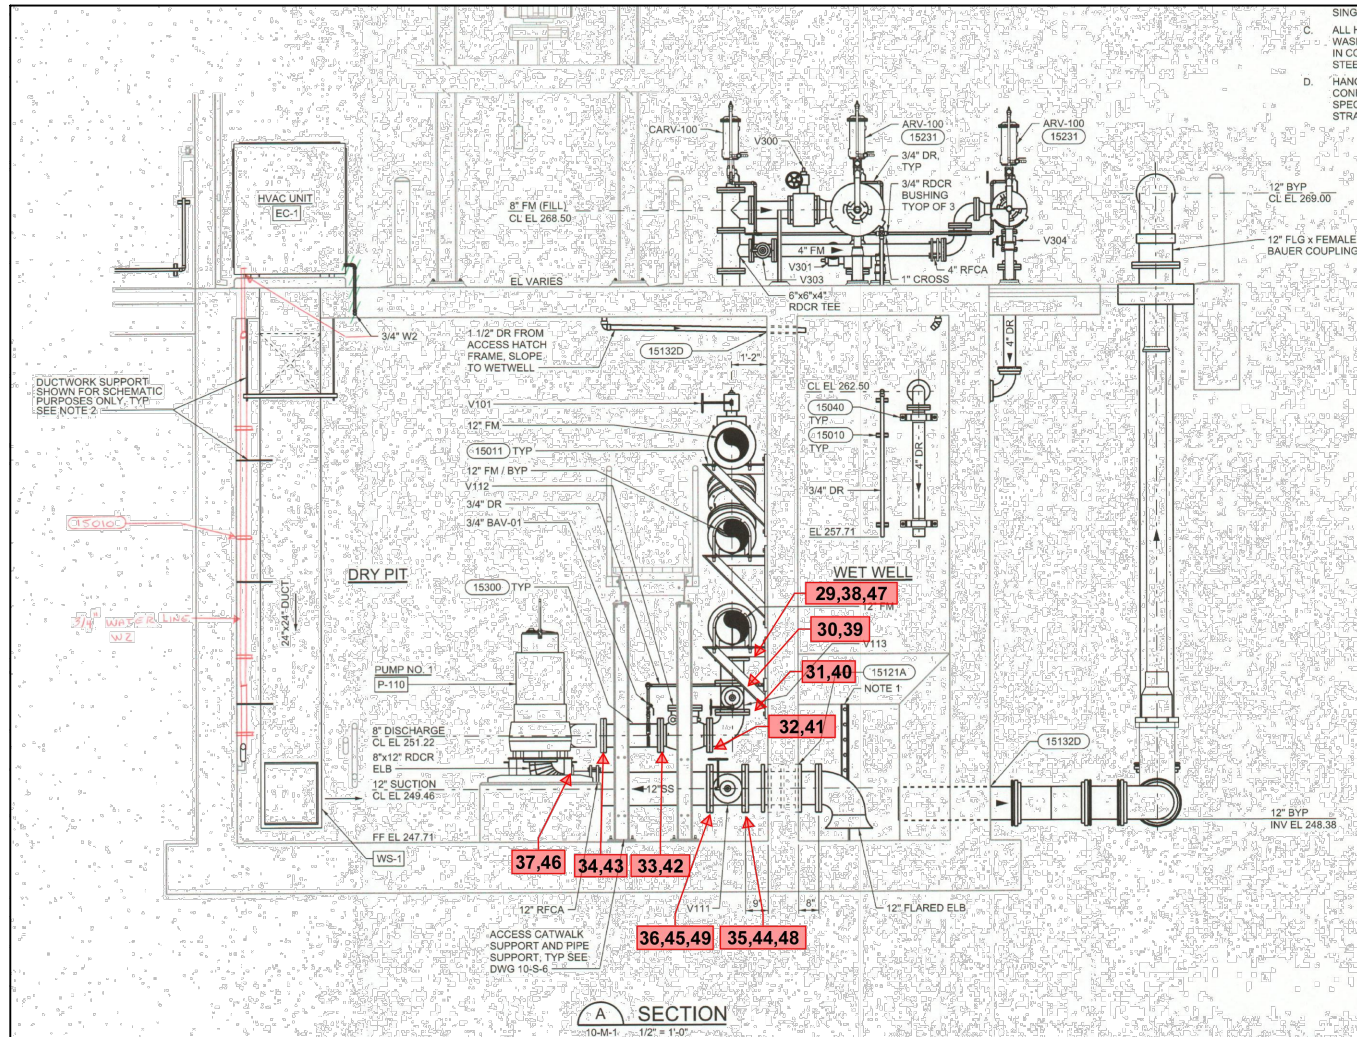 SING
C. ALL H
WASH
IN CO
STEE
D. HANG
CONI
SPEC
STRA
CARV-100
V300
ARV-100
15231
ARV-100
15231
3/4" DR,
TYP
3/4" RDCR
BUSHING
TYOP OF 3
HVAC UNIT
EC-1
8" FM (FILL)
CL EL 268.50
12" BYP
CL EL 269.00
4" FM
V304
12" FLG x FEMALE
BAUER COUPLING
V301
V303
4" RFCA
1" CROSS
EL VARIES
6"x6"x4"
RDCR TEE
3/4" W2
1 1/2" DR FROM
ACCESS HATCH
FRAME, SLOPE
TO WETWELL
15132D
1'-2"
4" DR
DUCTWORK SUPPORT
SHOWN FOR SCHEMATIC
PURPOSES ONLY, TYP
SEE NOTE 2
CL EL 262.50
V101
15040
TYP
12" FM
15010
TYP
15011 TYP
4" DR
12" FM / BYP
V112
3/4" DR
3/4" DR
3/4" BAV-01
15010
EL 257.71
DRY PIT
WET WELL
15300 TYP
29,38,47
12" FM
3/4" WATER LINE
W2
24"x24" DUCT
30,39
V113
PUMP NO. 1
P-110
31,40
15121A
NOTE 1
8" DISCHARGE
CL EL 251.22
32,41
8"x12" RDCR
ELB
15132D
12" SUCTION
CL EL 249.46
12"SS
FF EL 247.71
12" BYP
INV EL 248.38
WS-1
37,46
34,43
33,42
12" RFCA
V111
9"
8"
12" FLARED ELB
ACCESS CATWALK
SUPPORT AND PIPE
SUPPORT, TYP SEE
DWG 10-S-6
36,45,49
35,44,48
A
SECTION
10-M-1
1/2" = 1'-0"